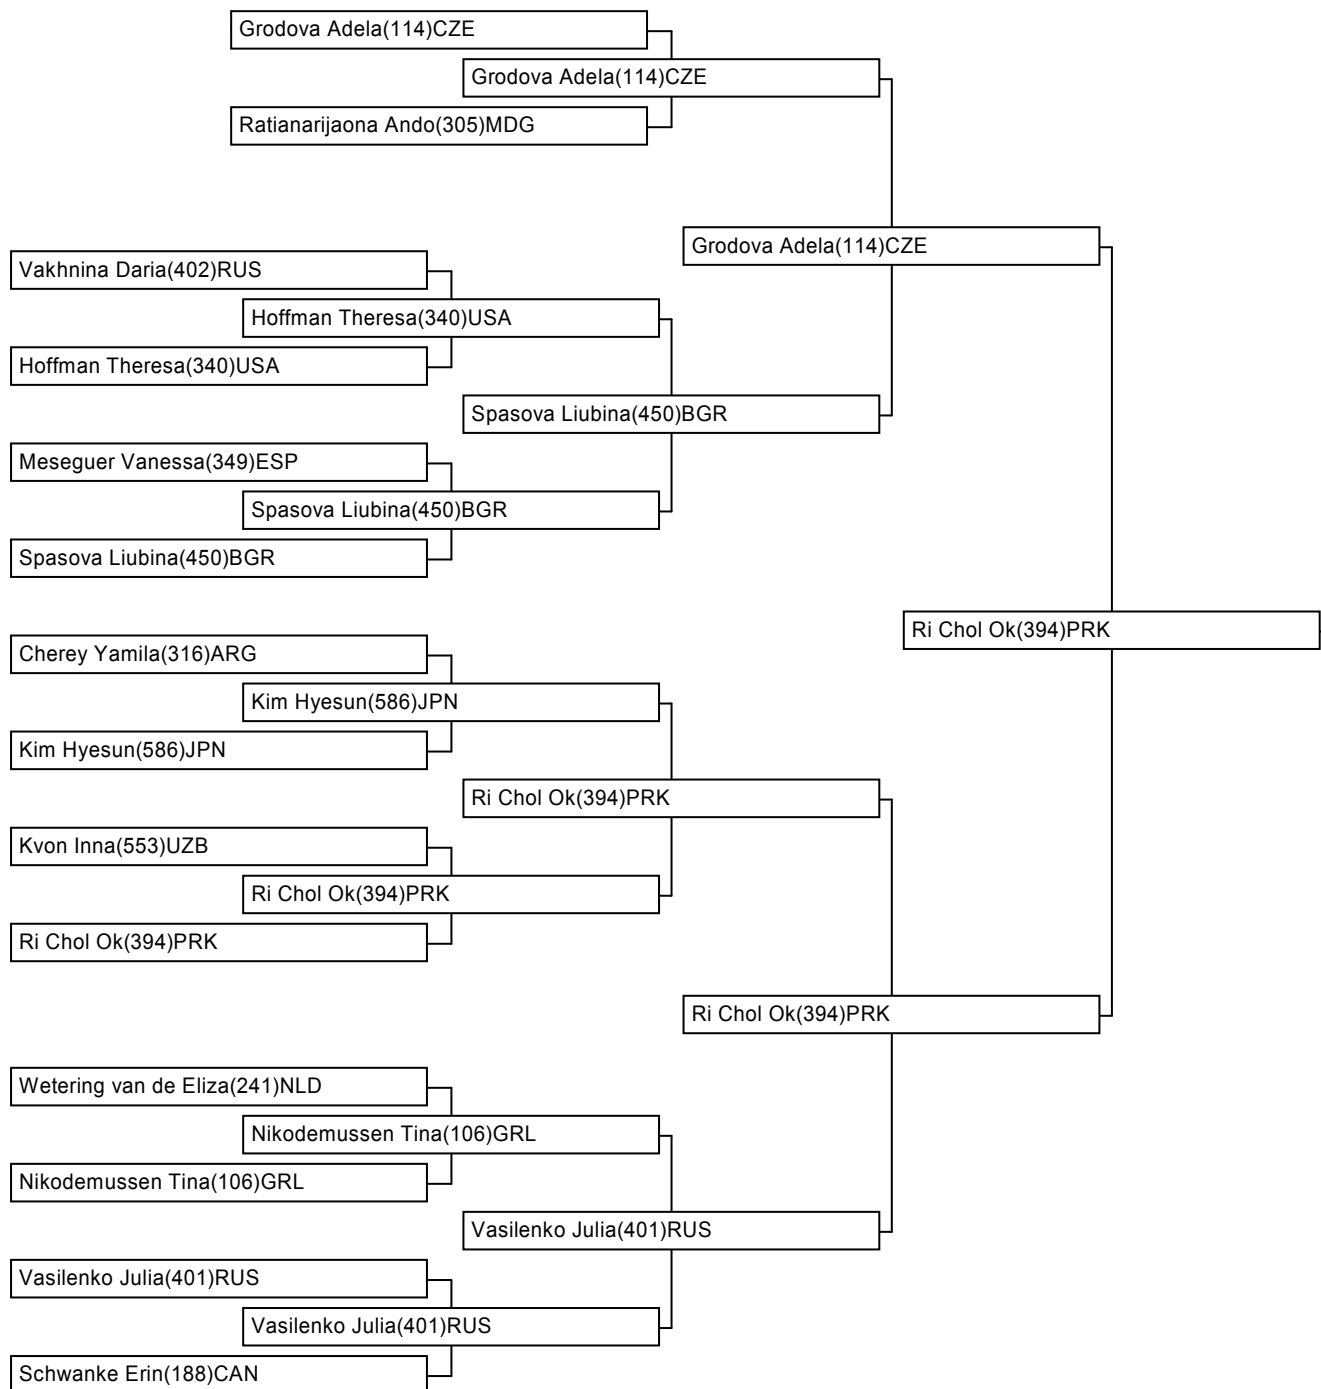 Grodova Adela(114)CZE
Grodova Adela(114)CZE
Ratianarijaona Ando(305)MDG
Grodova Adela(114)CZE
Vakhnina Daria(402)RUS
Hoffman Theresa(340)USA
Hoffman Theresa(340)USA
Spasova Liubina(450)BGR
Meseguer Vanessa(349)ESP
Spasova Liubina(450)BGR
Spasova Liubina(450)BGR
Ri Chol Ok(394)PRK
Cherey Yamila(316)ARG
Kim Hyesun(586)JPN
Kim Hyesun(586)JPN
Ri Chol Ok(394)PRK
Kvon Inna(553)UZB
Ri Chol Ok(394)PRK
Ri Chol Ok(394)PRK
Ri Chol Ok(394)PRK
Wetering van de Eliza(241)NLD
Nikodemussen Tina(106)GRL
Nikodemussen Tina(106)GRL
Vasilenko Julia(401)RUS
Vasilenko Julia(401)RUS
Vasilenko Julia(401)RUS
Schwanke Erin(188)CAN